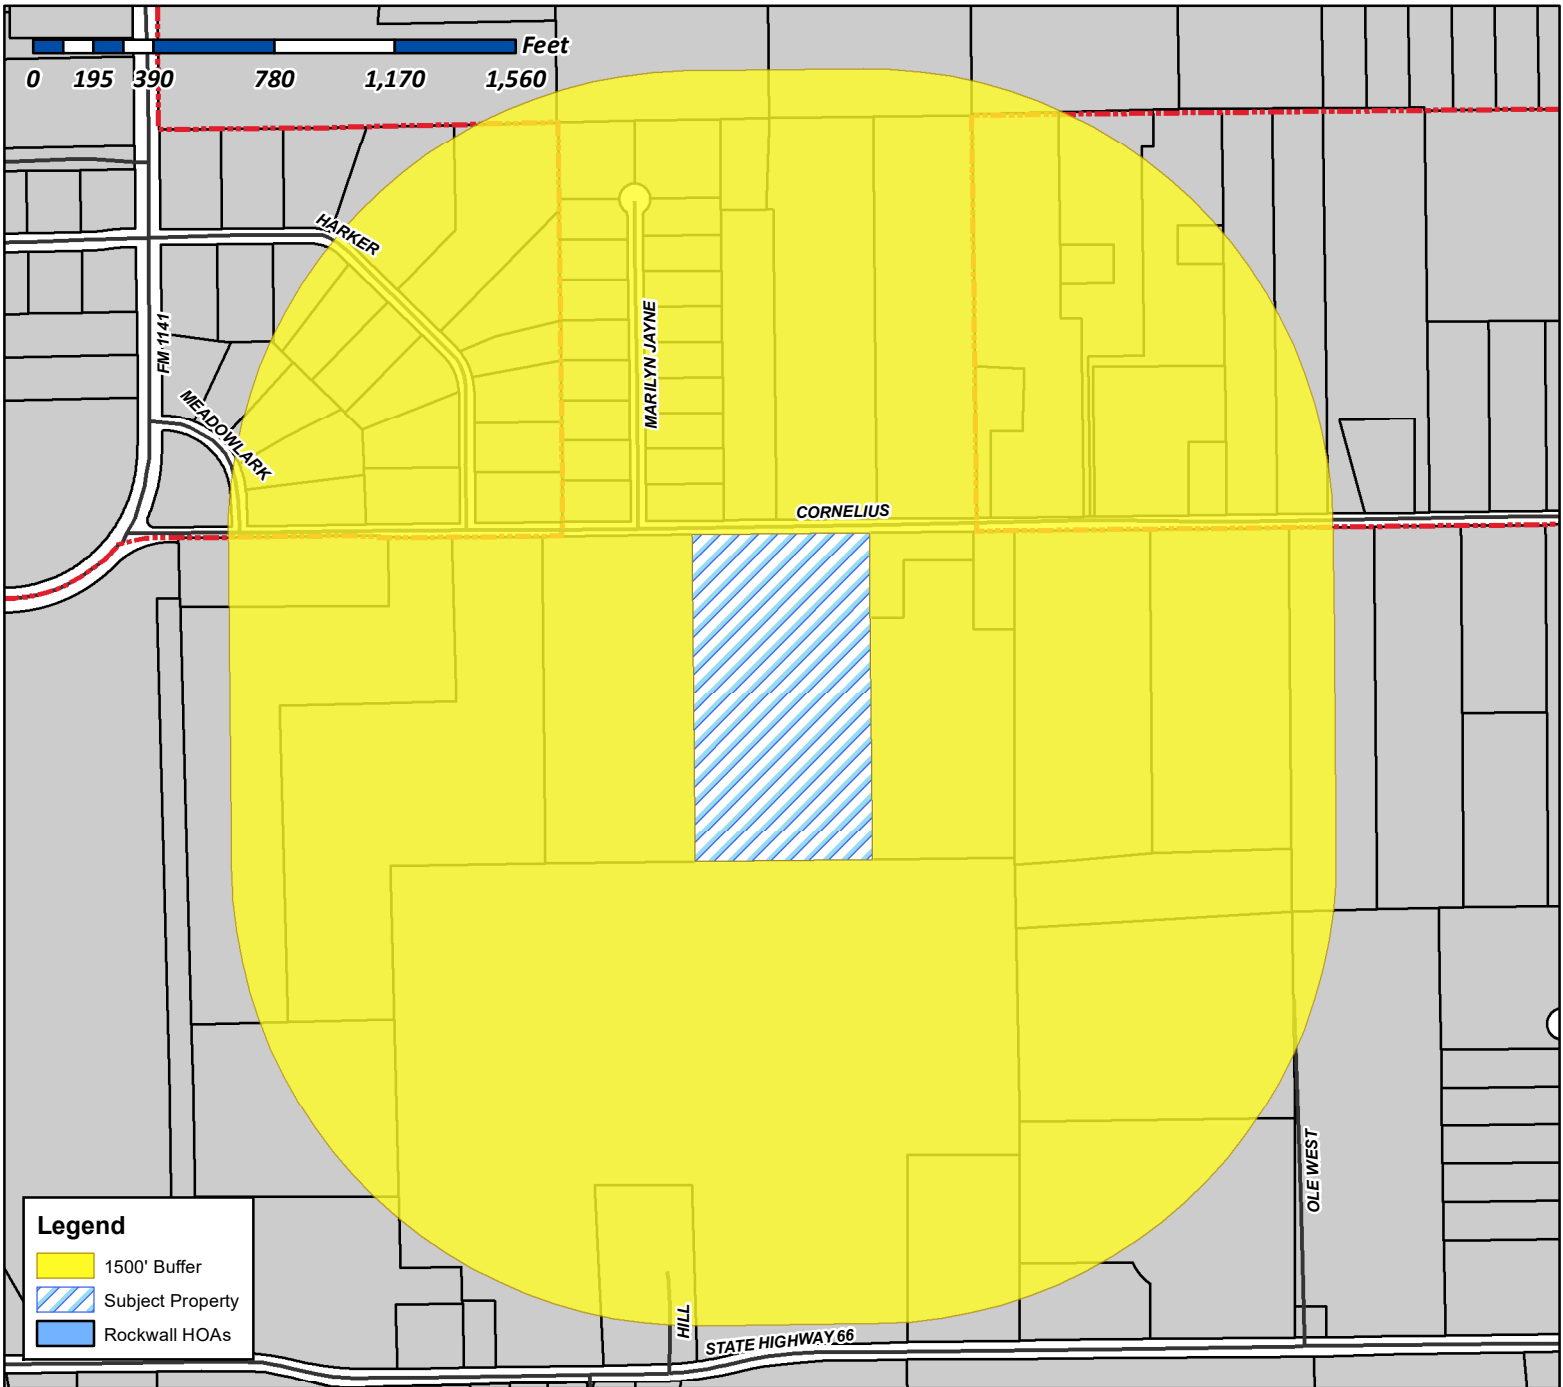 Feet
0 195 390 780 1,170 1,560
HARKER
FM 1141
MARILYN JAYNE
MEADOWLARK
CORNELIUS
OLE WEST
HILL
STATE HIGHWAY 66
Legend
1500' Buffer
Subject Property
Rockwall HOAs